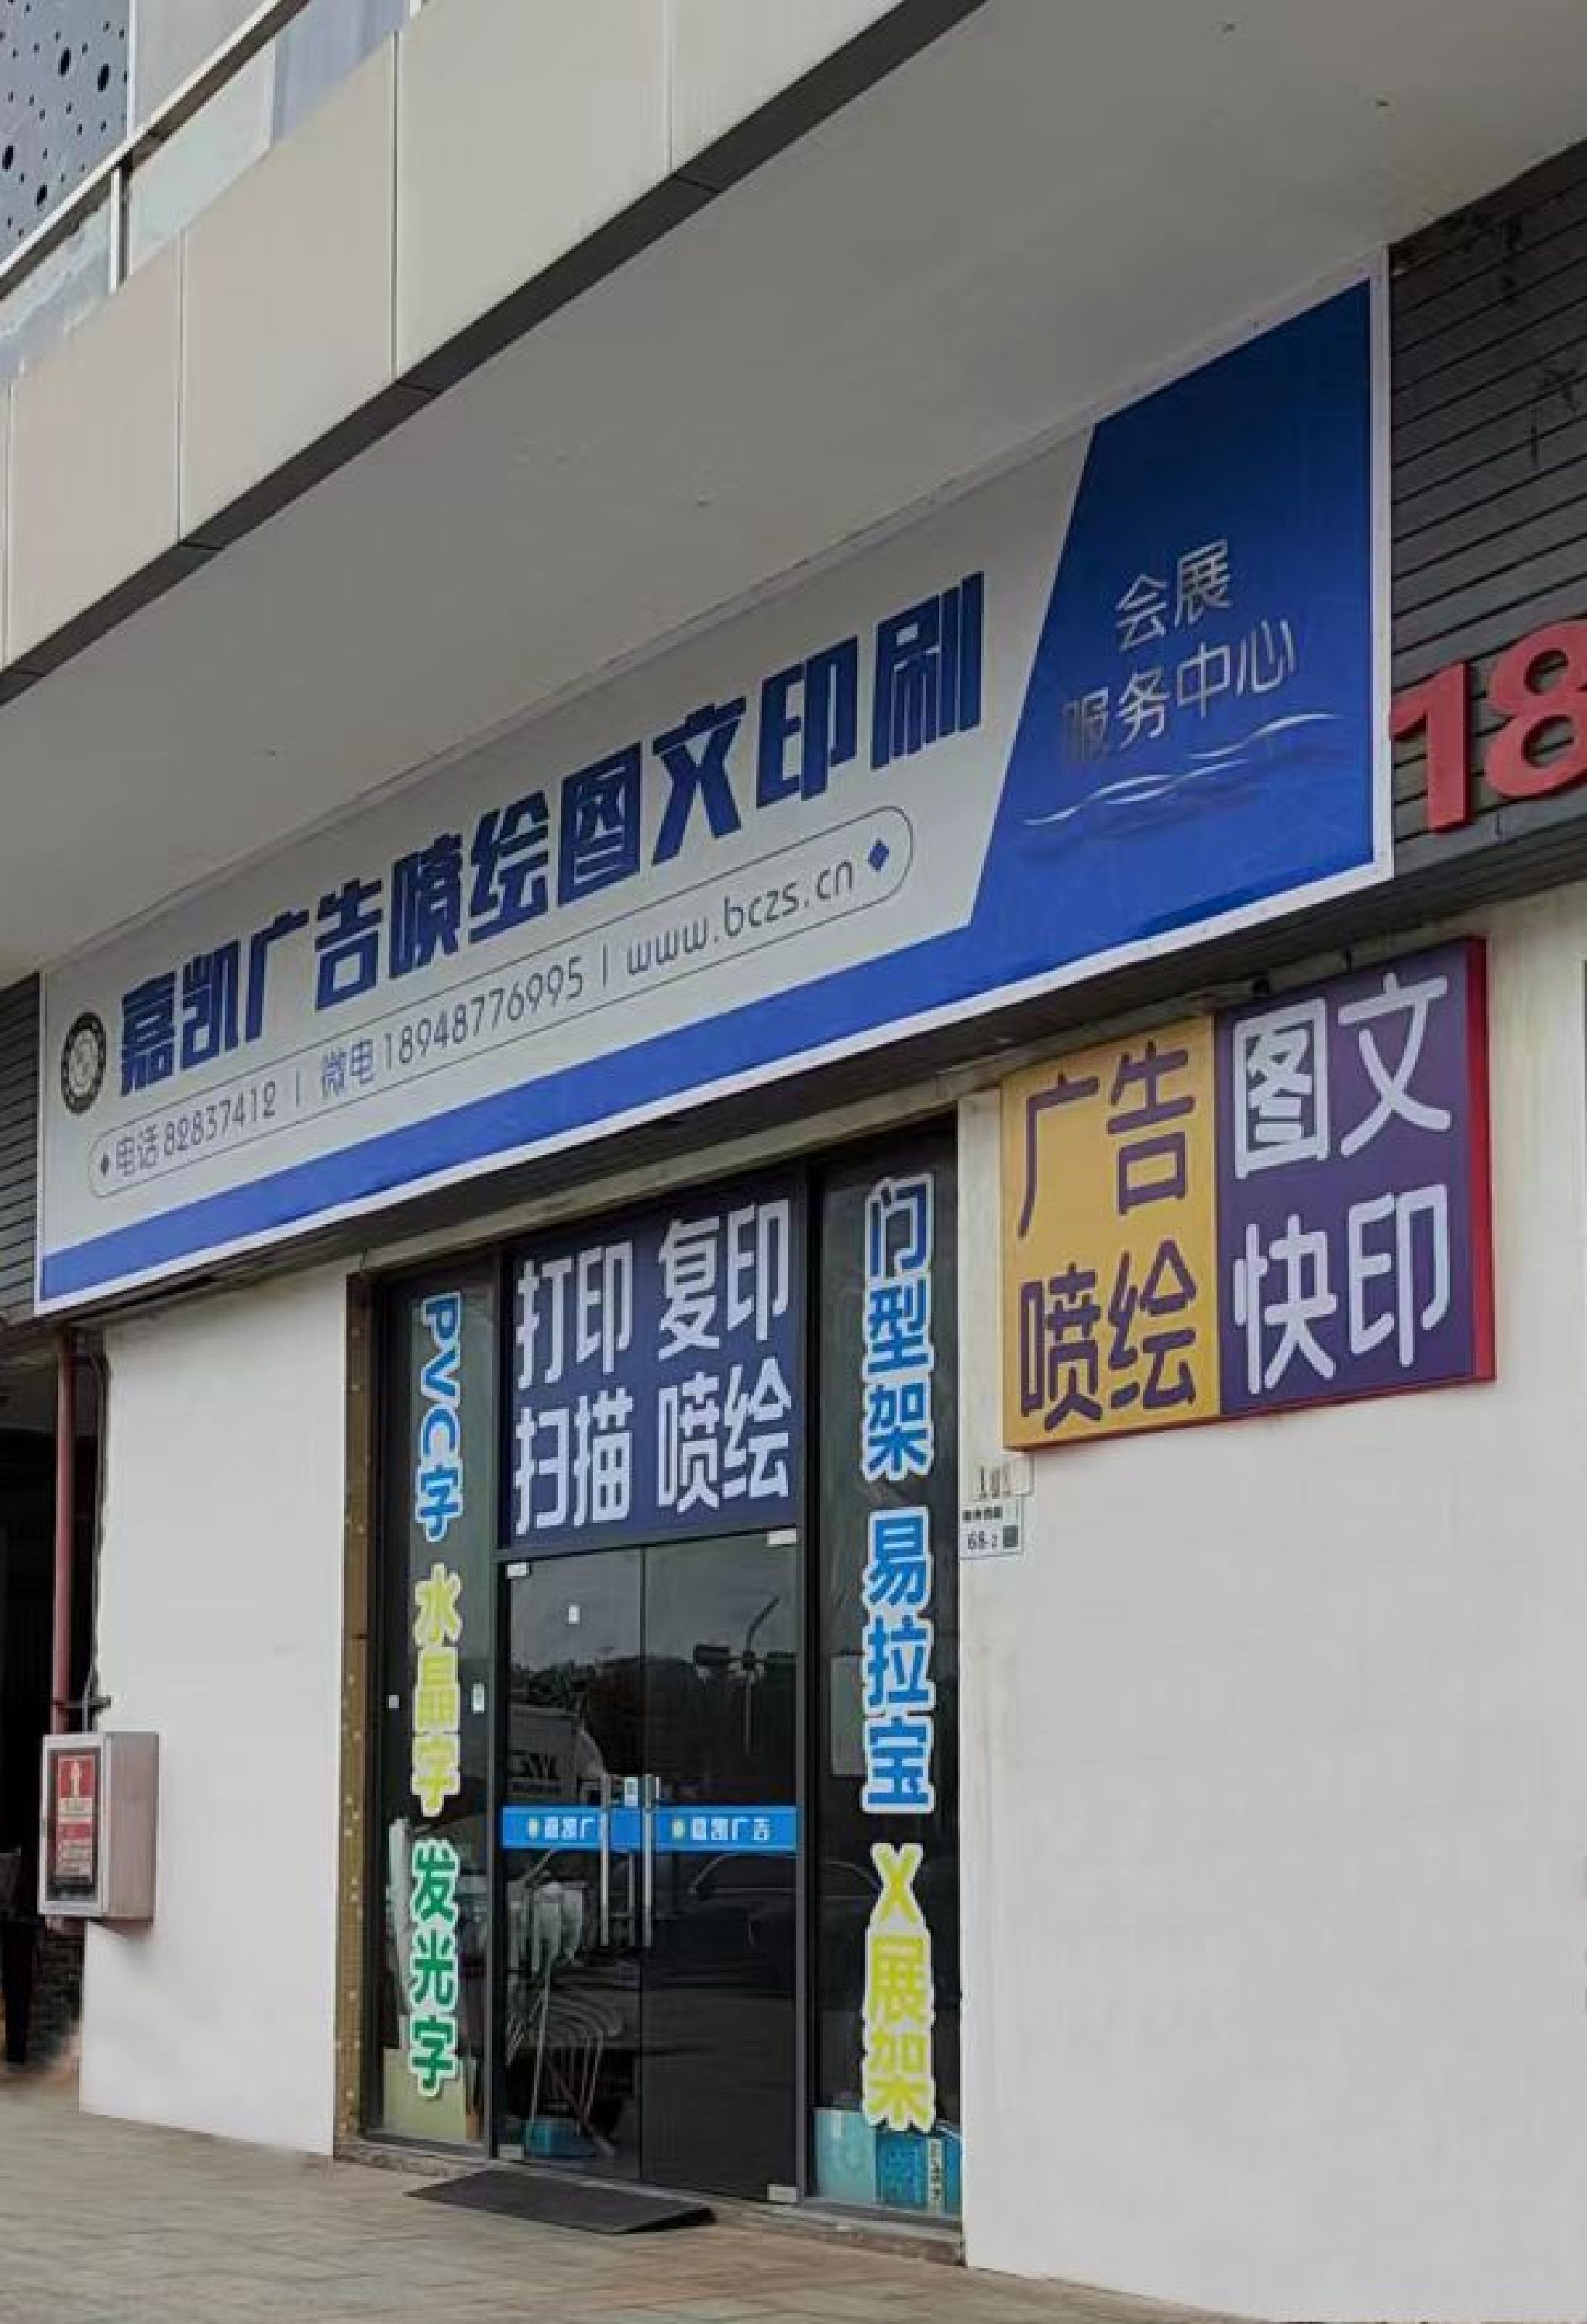 嘉凯广告喷绘图文印刷
电话 82837412 | 微电 18948776995 | www.bczs.cn
会展
服务中心
18
广告
喷绘
图文
快印
打印 复印
扫描 喷绘
PVC字 水晶字 发光字
门型架 易拉宝 X展架
101
68-2
嘉凯广
嘉凯广告